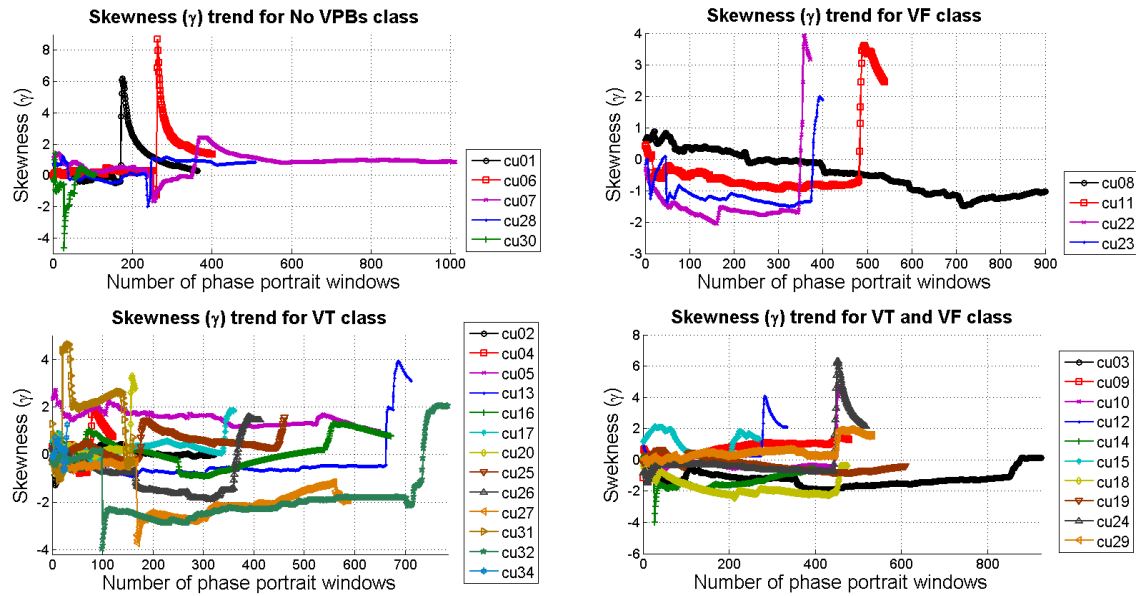 Skewness (γ) trend for No VPBs class
Skewness (γ)
8
6
4
2
0
-2
-4
0
200
400
600
800
1000
Number of phase portrait windows
cu01
cu06
cu07
cu28
cu30
Skewness (γ) trend for VF class
Skewness (γ)
4
3
2
1
0
-1
-2
-3
0
100
200
300
400
500
600
700
800
900
Number of phase portrait windows
cu08
cu11
cu22
cu23
Skewness (γ) trend for VT class
Skewness (γ)
4
2
0
-2
-4
0
100
200
300
400
500
600
700
Number of phase portrait windows
cu02
cu04
cu05
cu13
cu16
cu17
cu20
cu25
cu26
cu27
cu31
cu32
cu34
Skewness (γ) trend for VT and VF class
Swekness (γ)
8
6
4
2
0
-2
-4
-6
0
200
400
600
800
Number of phase portrait windows
cu03
cu09
cu10
cu12
cu14
cu15
cu18
cu19
cu24
cu29